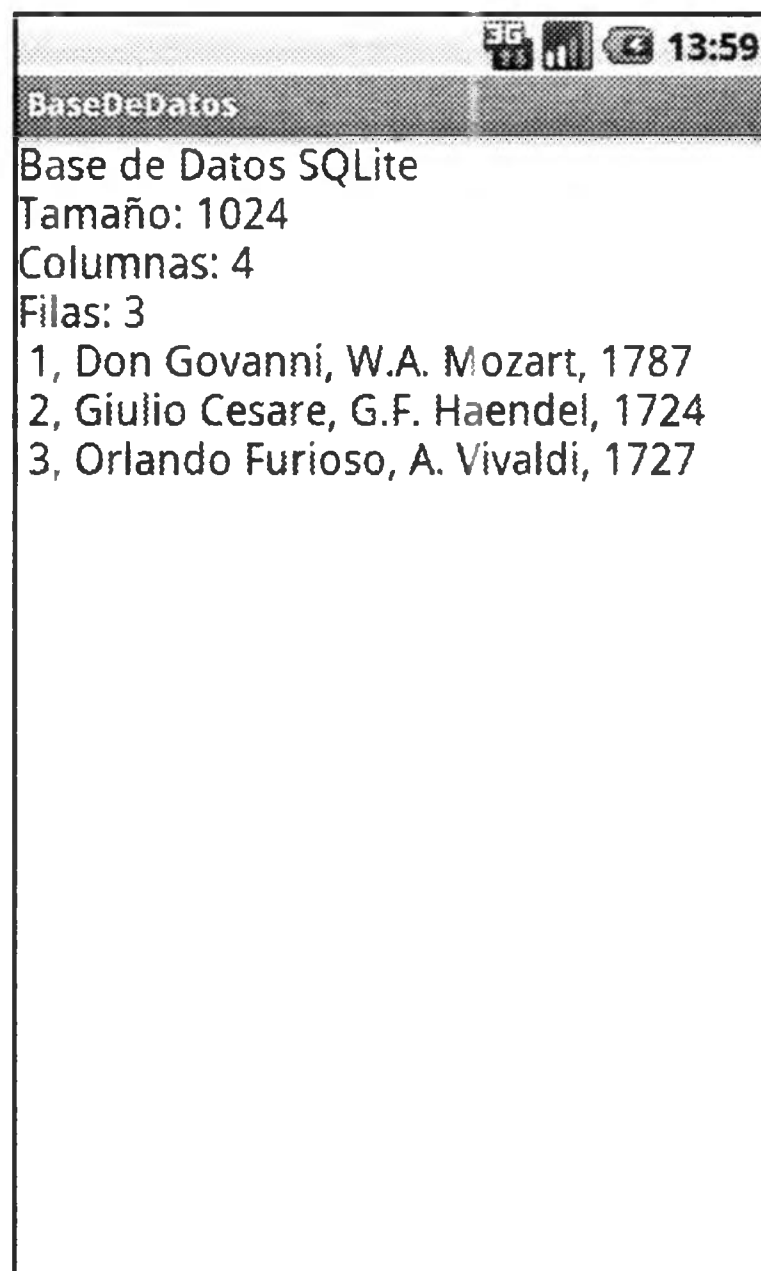 3G 13:59
BaseDeDatos
Base de Datos SQLite
Tamaño: 1024
Columnas: 4
Filas: 3
1, Don Govanni, W.A. Mozart, 1787
2, Giulio Cesare, G.F. Haendel, 1724
3, Orlando Furioso, A. Vivaldi, 1727